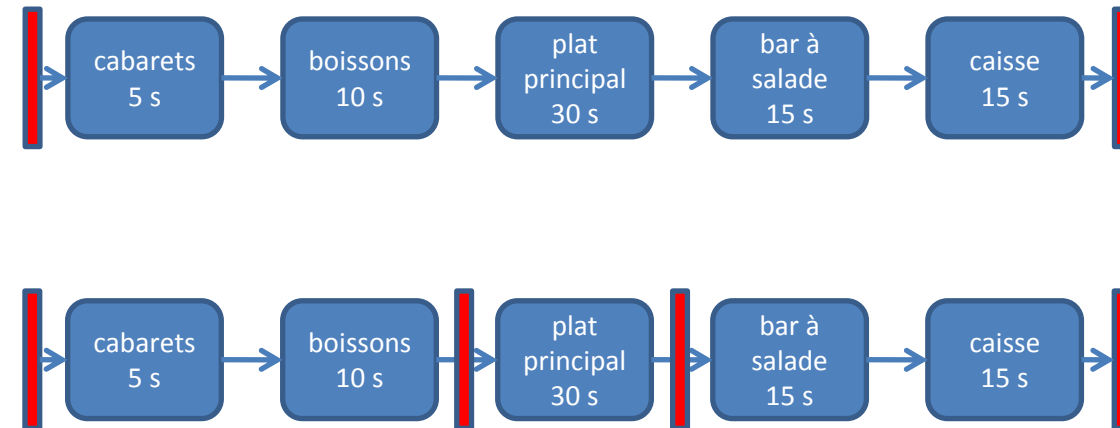 cabarets
5 s
boissons
10 s
plat
principal
30 s
bar à
salade
15 s
caisse
15 s
cabarets
5 s
boissons
10 s
plat
principal
30 s
bar à
salade
15 s
caisse
15 s